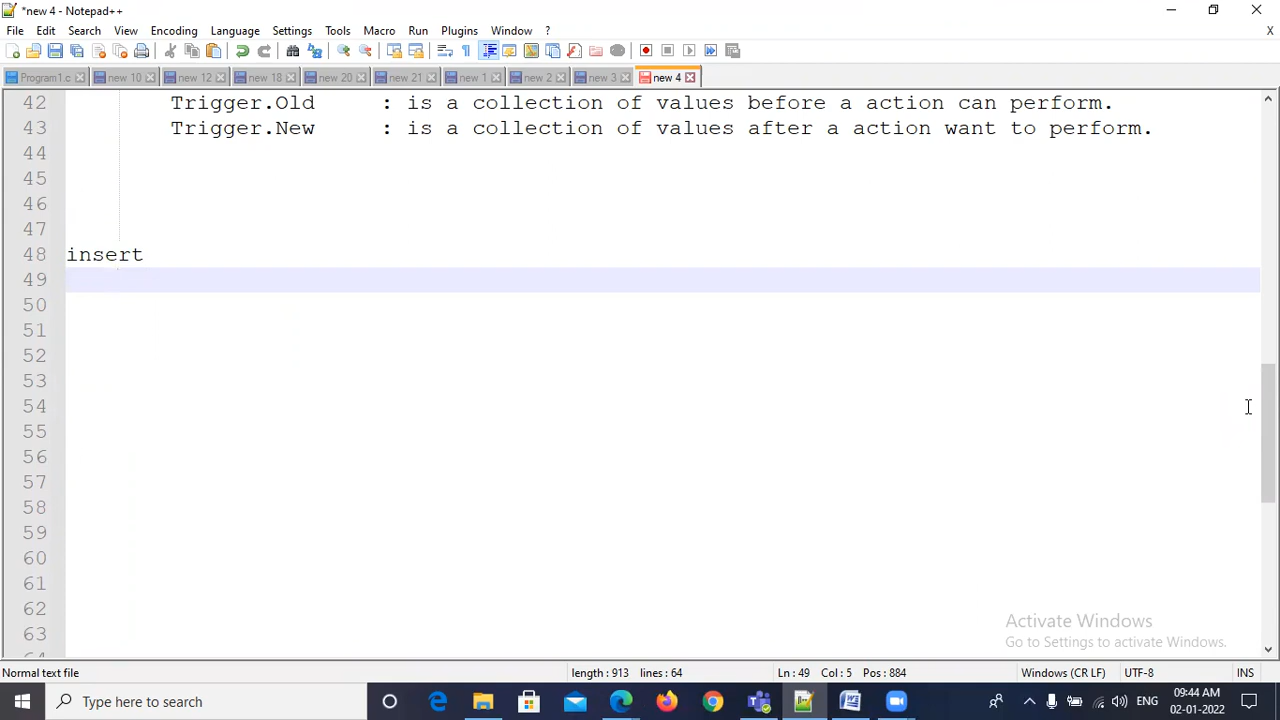 *new 4 - Notepad++
File Edit Search View Encoding Language Settings Tools Macro Run Plugins Window ? X
Program1.c new 10 new 12 new 18 new 20 new 21 new 1 new 2 new 3 new 4
42 Trigger.Old : is a collection of values before a action can perform.
43 Trigger.New : is a collection of values after a action want to perform.
44
45
46
47
48 insert
49
50
51
52
53
54
55
56
57
58
59
60
61
62
63
64
Activate Windows
Go to Settings to activate Windows.
Normal text file length : 913 lines : 64 Ln : 49 Col : 5 Pos : 884 Windows (CR LF) UTF-8 INS
Type here to search ENG 09:44 AM
02-01-2022